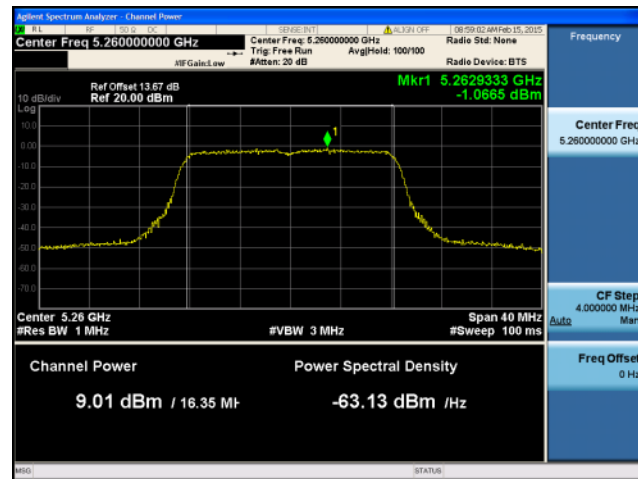 Agilent Spectrum Analyzer - Channel Power
RL RF 50 Ω DC SENSE:INT ALIGN OFF 08:59:02 AM Feb 15, 2015
Center Freq 5.260000000 GHz
Center Freq: 5.260000000 GHz
Radio Std: None
Trig: Free Run Avg|Hold: 100/100
#IFGain:Low #Atten: 20 dB Radio Device: BTS
Mkr1 5.2629333 GHz
-1.0665 dBm
Ref Offset 13.67 dB
10 dB/div Ref 20.00 dBm
Log
10.0
0.00
-10.0
-20.0
-30.0
-40.0
-50.0
-60.0
-70.0
1
Center 5.26 GHz Span 40 MHz
#Res BW 1 MHz #VBW 3 MHz #Sweep 100 ms
Channel Power Power Spectral Density
9.01 dBm / 16.35 MH -63.13 dBm /Hz
MSG STATUS
Frequency
Center Freq
5.260000000 GHz
CF Step
4.000000 MHz
Auto Man
Freq Offset
0 Hz